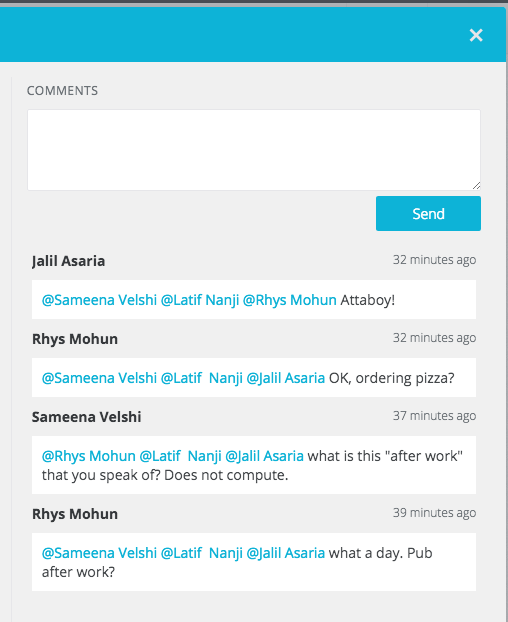 COMMENTS
Send
Jalil Asaria 32 minutes ago
@Sameena Velshi @Latif Nanji @Rhys Mohun Attaboy!
Rhys Mohun 32 minutes ago
@Sameena Velshi @Latif  Nanji @Jalil Asaria OK, ordering pizza?
Sameena Velshi 37 minutes ago
@Rhys Mohun @Latif  Nanji @Jalil Asaria what is this "after work"
that you speak of? Does not compute.
Rhys Mohun 39 minutes ago
@Sameena Velshi @Latif  Nanji @Jalil Asaria what a day. Pub
after work?